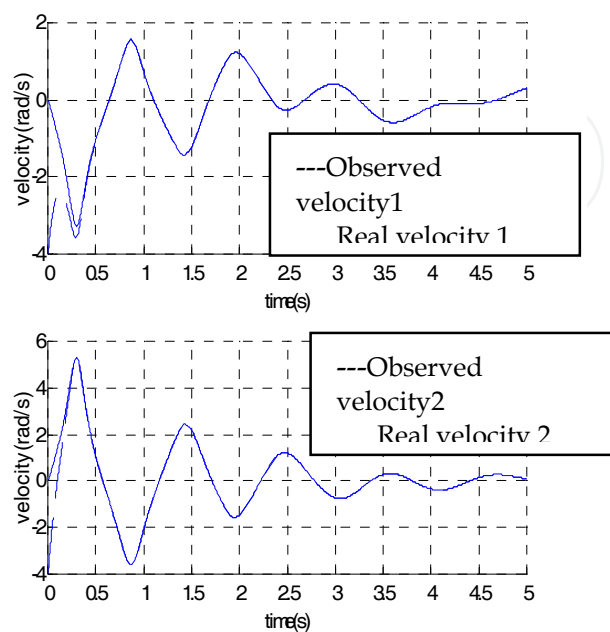 2
0
-2
-4
velocity(rad/s)
0 0.5 1 1.5 2 2.5 3 3.5 4 4.5 5
time(s)
---Observed
velocity1
Real velocity 1
6
4
2
0
-2
-4
velocity(rad/s)
0 0.5 1 1.5 2 2.5 3 3.5 4 4.5 5
time(s)
---Observed
velocity2
Real velocity 2